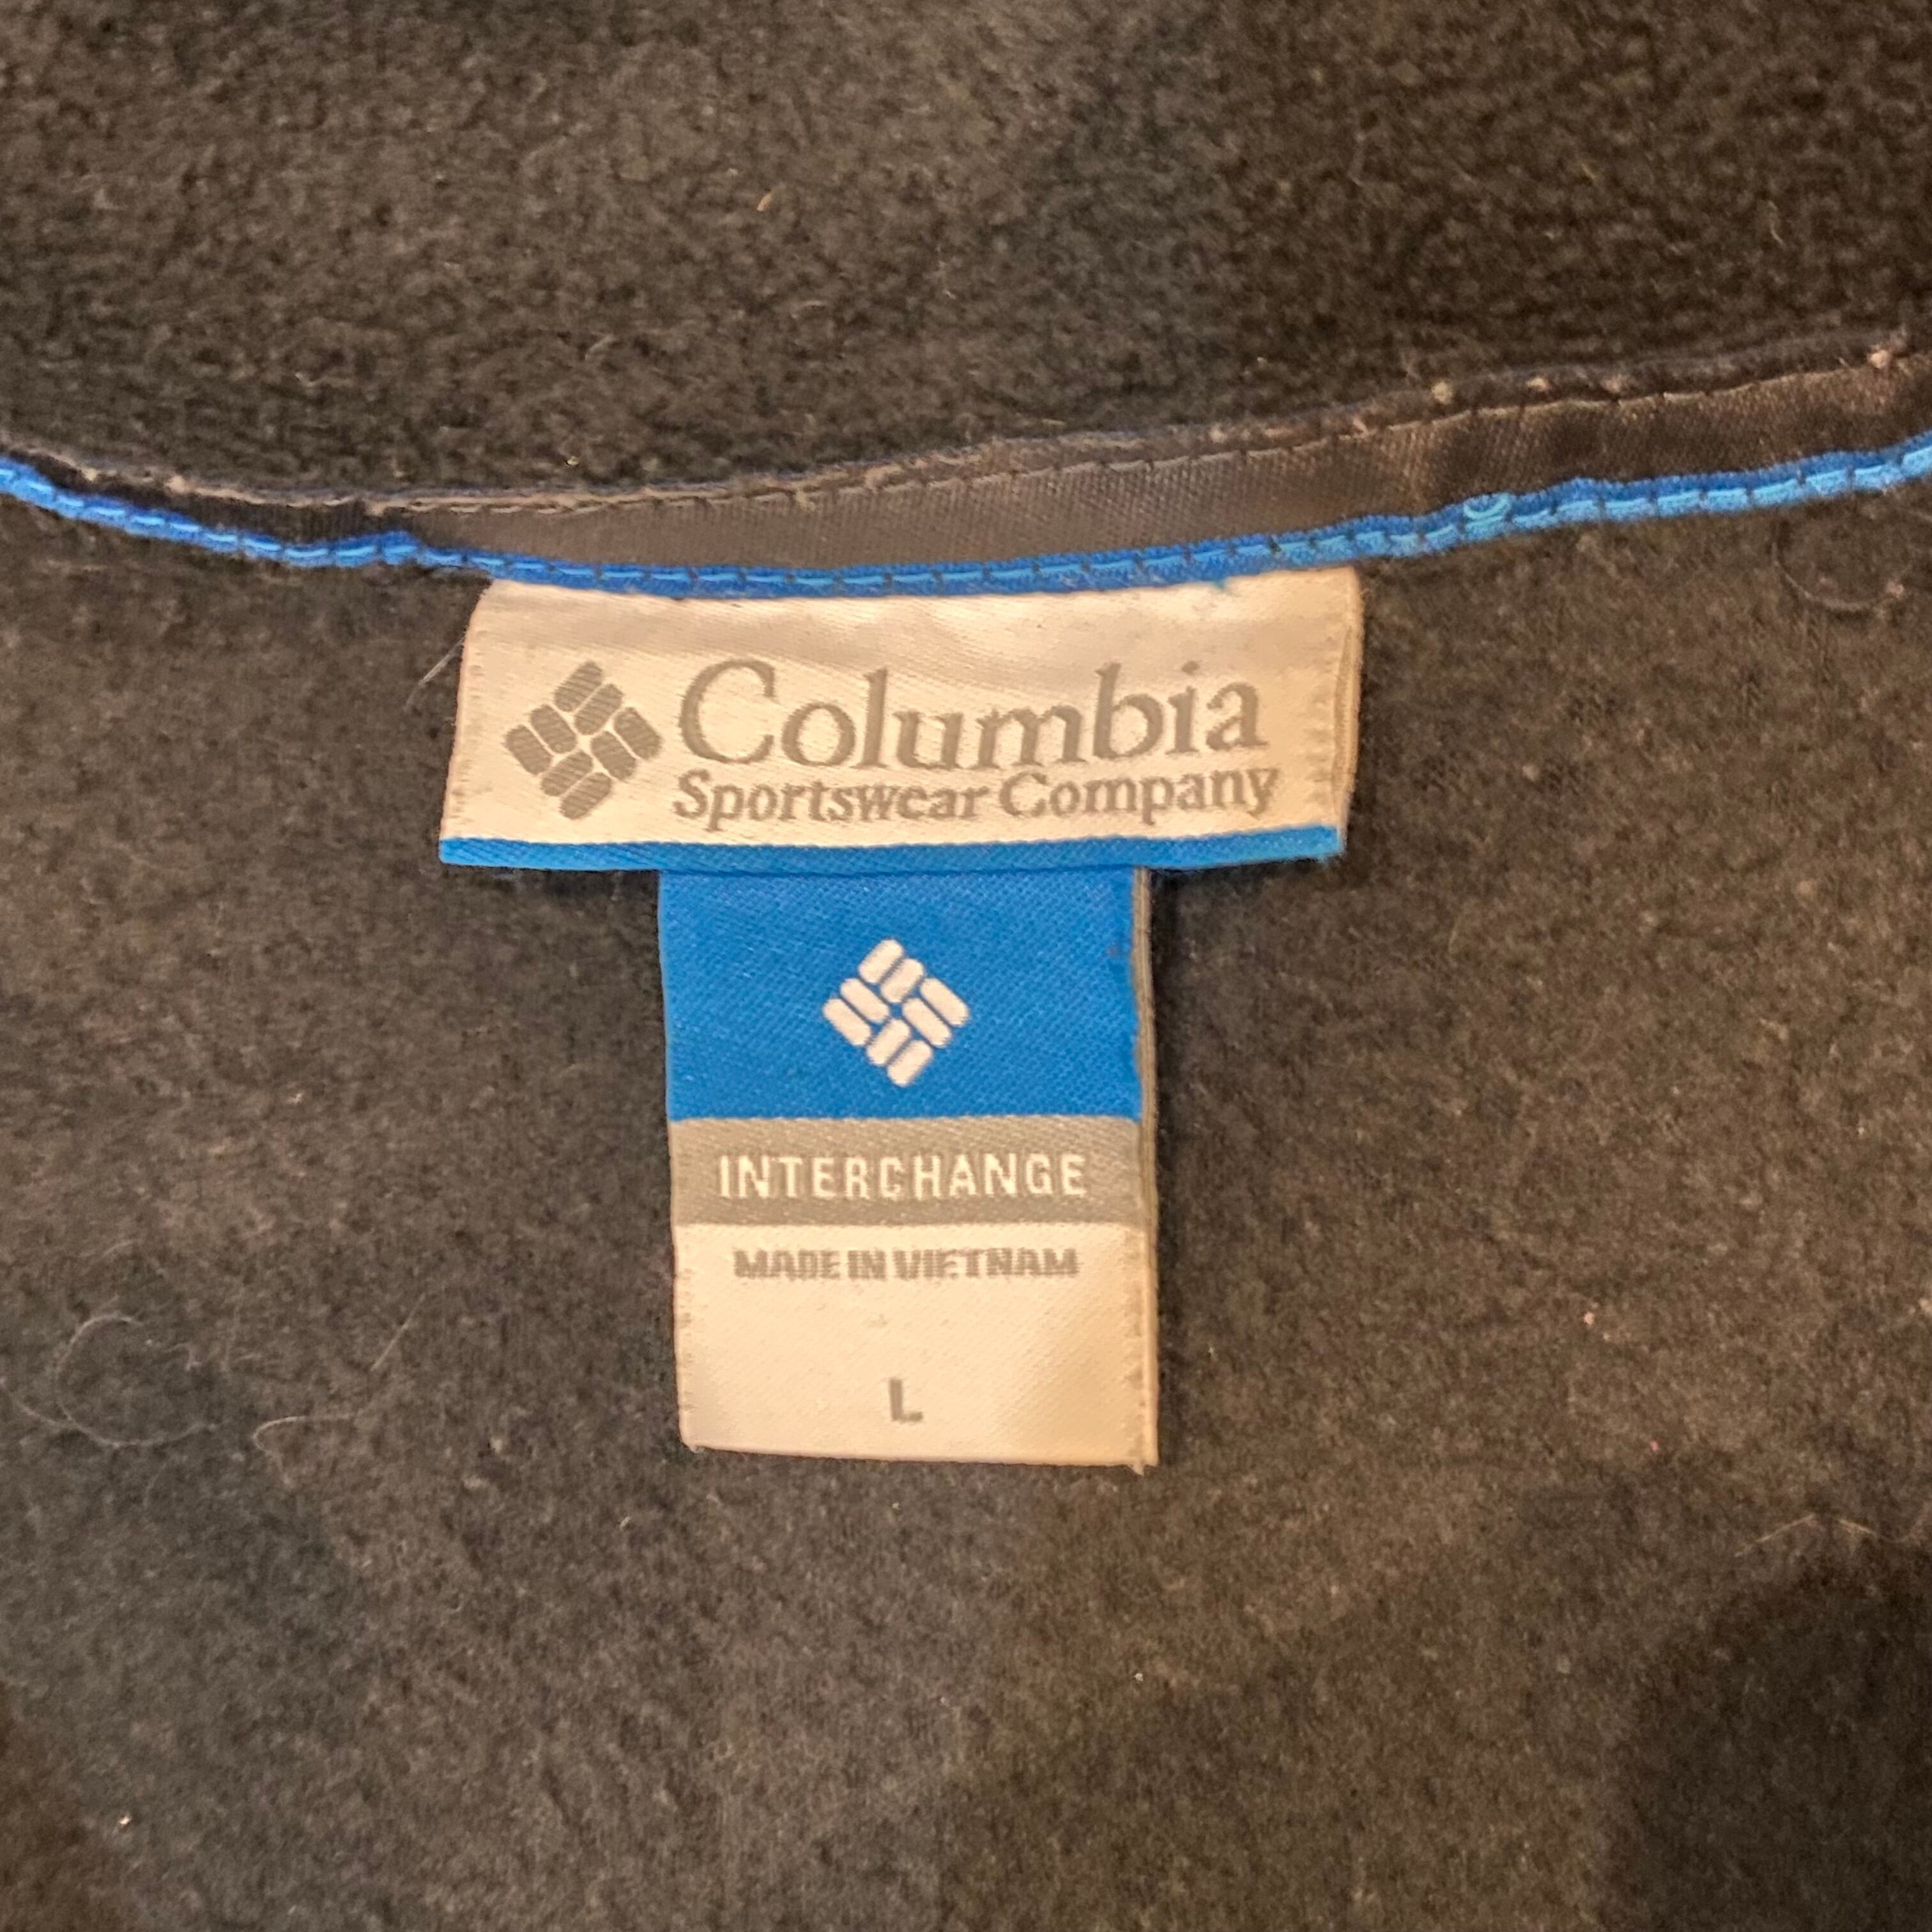 Columbia
Sportswear Company
INTERCHANGE
MADE IN VIETNAM
L